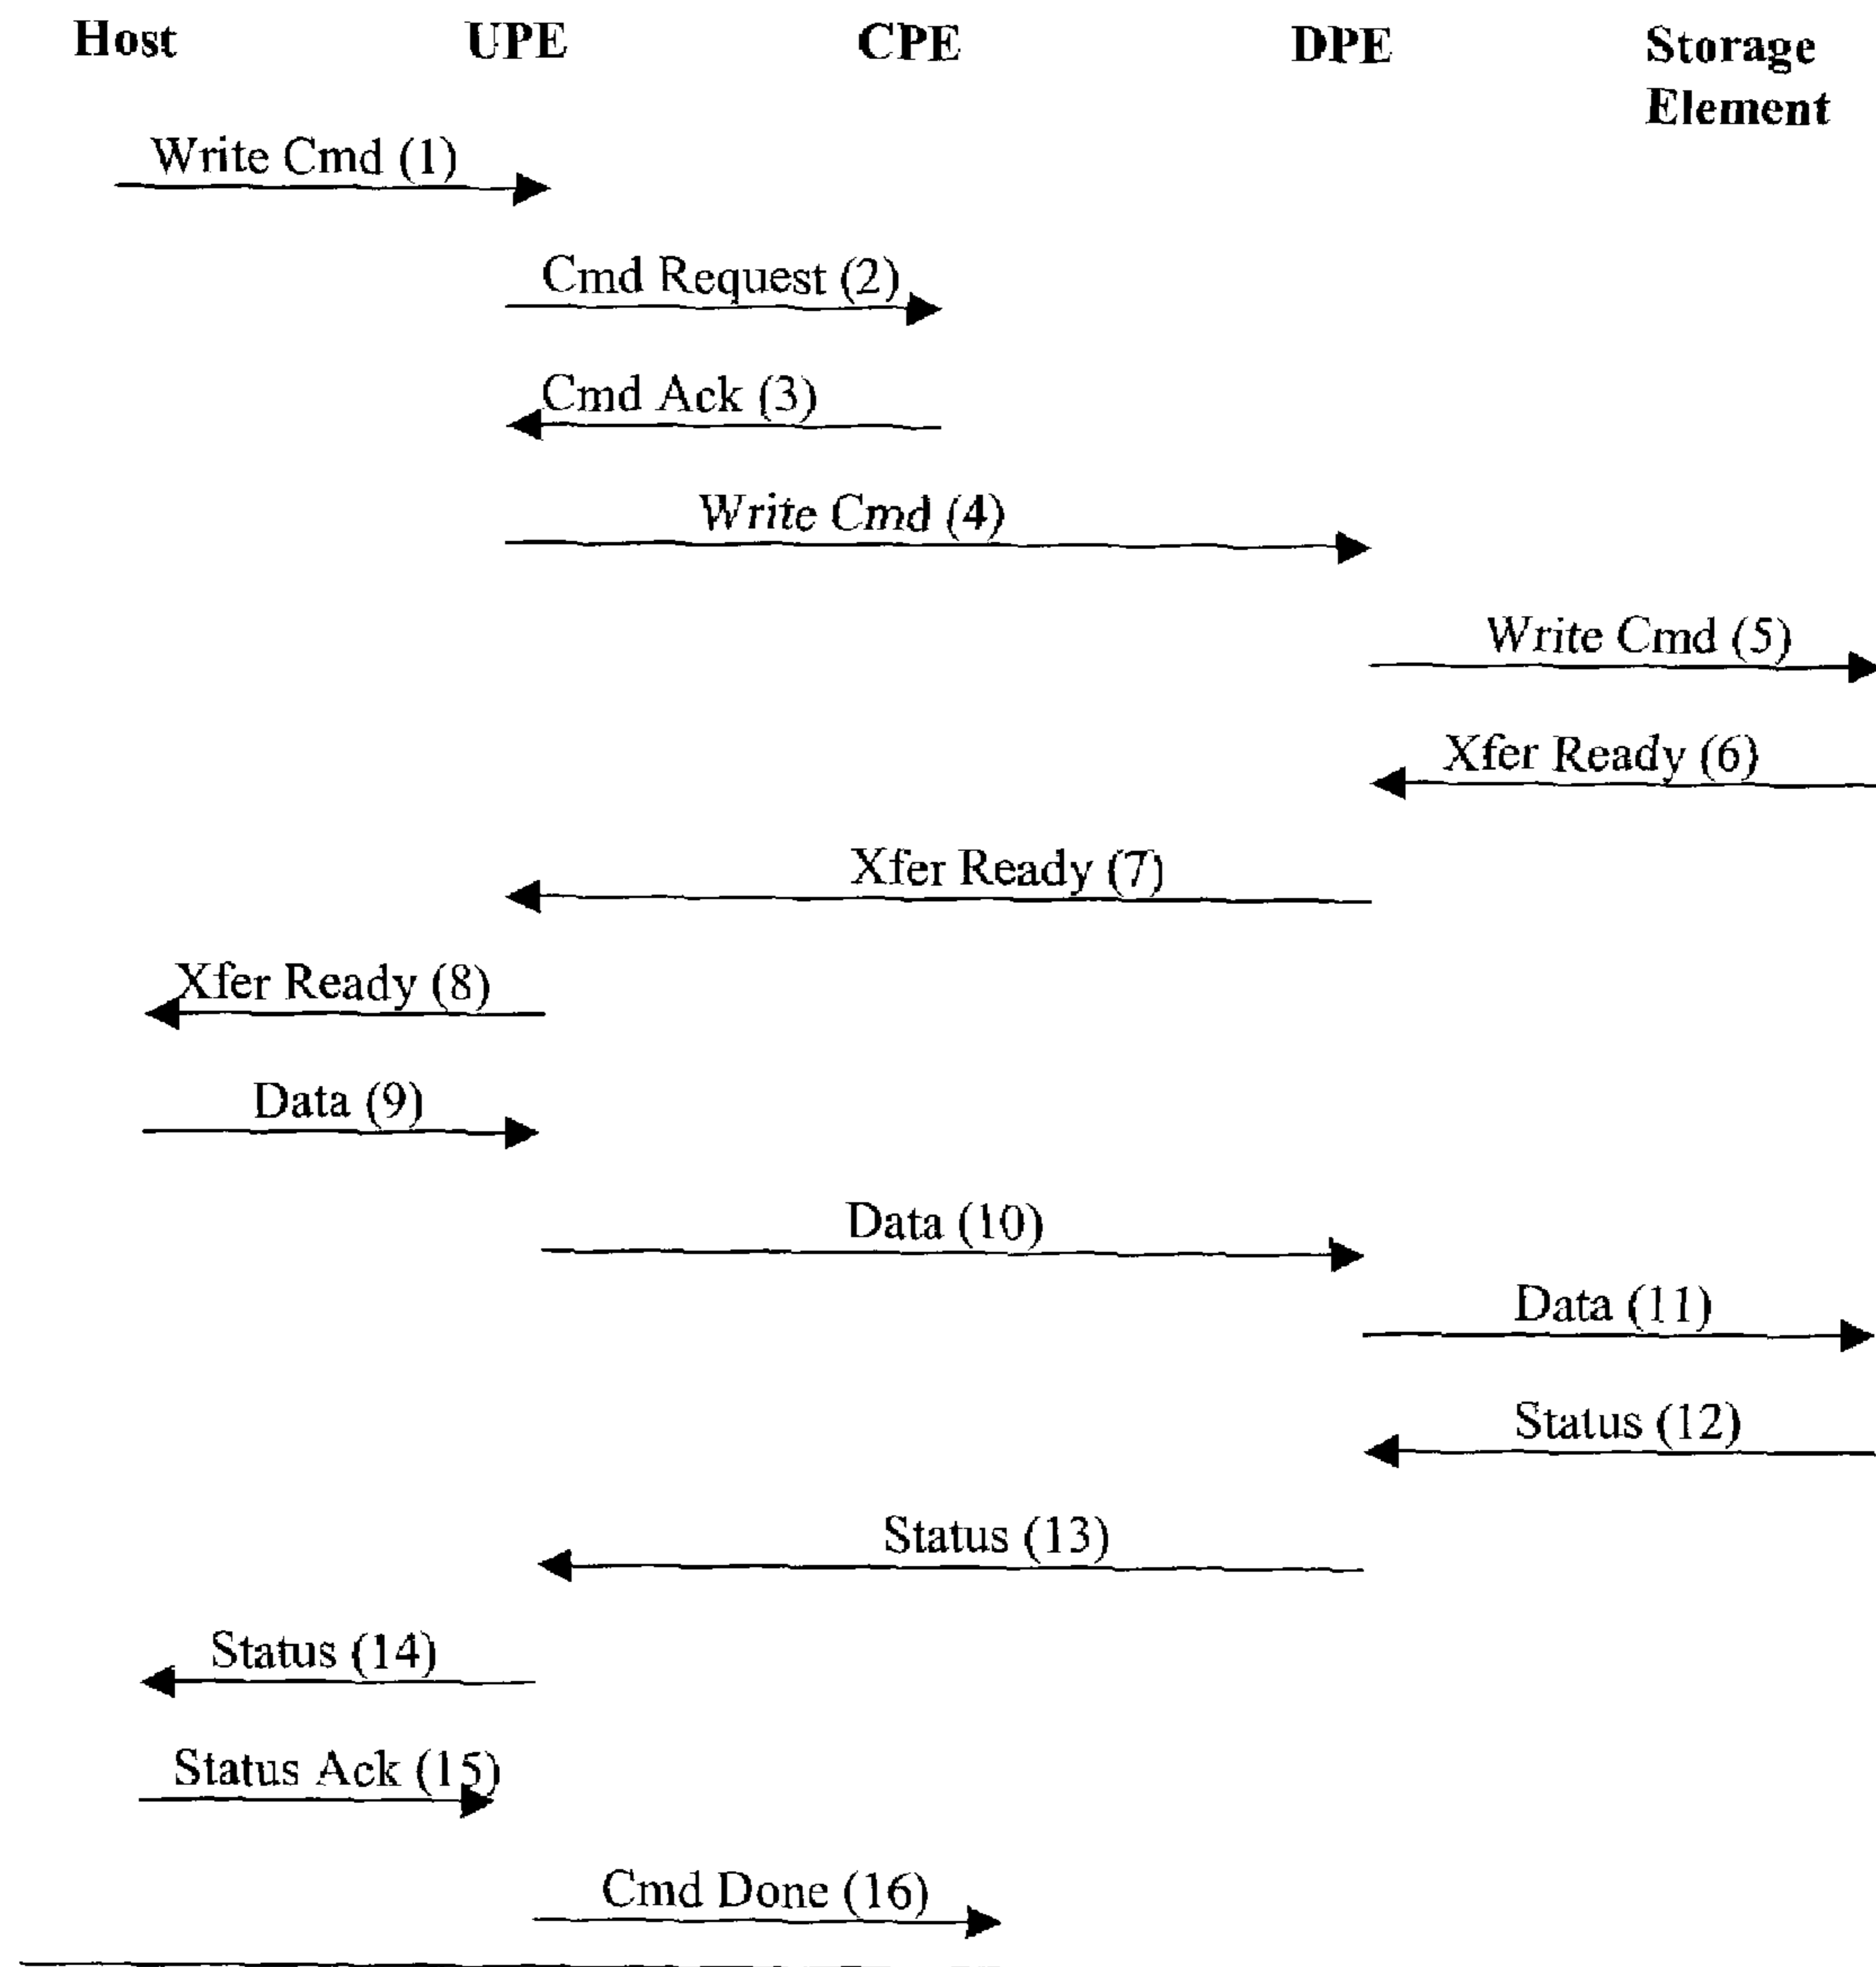 Host UPE CPE DPE Storage
Element
Write Cmd (1)
Cmd Request (2)
Cmd Ack (3)
Write Cmd (4)
Write Cmd (5)
Xfer Ready (6)
Xfer Ready (7)
Xfer Ready (8)
Data (9)
Data (10)
Data (11)
Status (12)
Status (13)
Status (14)
Status Ack (15)
Cmd Done (16)